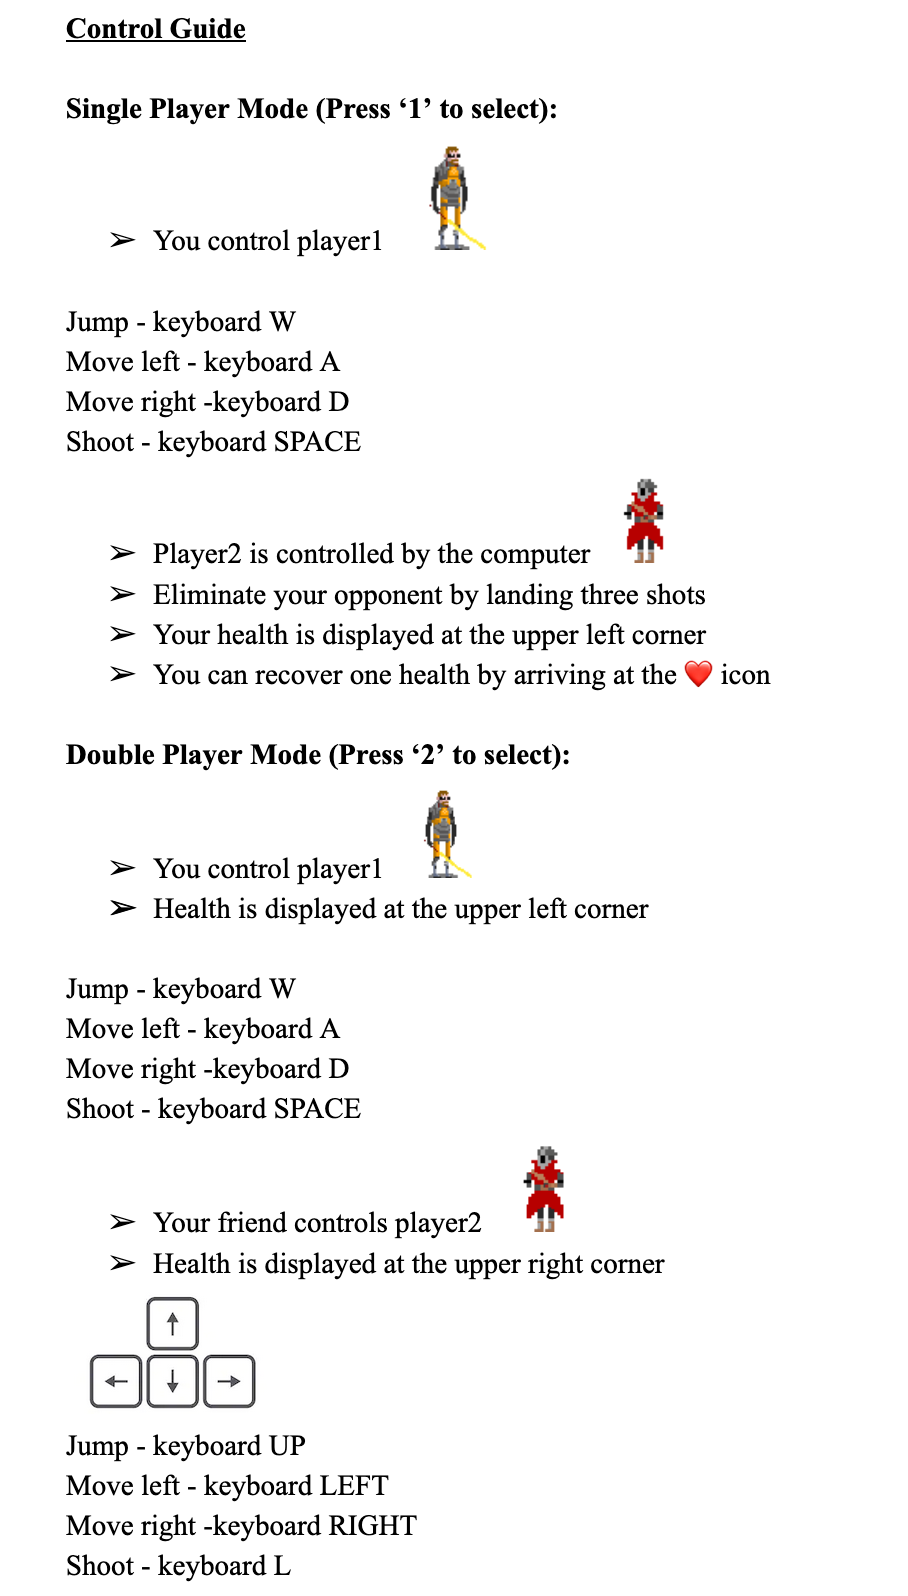 Control Guide
Single Player Mode (Press ‘1’ to select):
➢ You control player1
Jump - keyboard W
Move left - keyboard A
Move right -keyboard D
Shoot - keyboard SPACE
➢ Player2 is controlled by the computer
➢ Eliminate your opponent by landing three shots
➢ Your health is displayed at the upper left corner
➢ You can recover one health by arriving at the ❤️ icon
Double Player Mode (Press ‘2’ to select):
➢ You control player1
➢ Health is displayed at the upper left corner
Jump - keyboard W
Move left - keyboard A
Move right -keyboard D
Shoot - keyboard SPACE
➢ Your friend controls player2
➢ Health is displayed at the upper right corner
↑
← ↓ →
Jump - keyboard UP
Move left - keyboard LEFT
Move right -keyboard RIGHT
Shoot - keyboard L